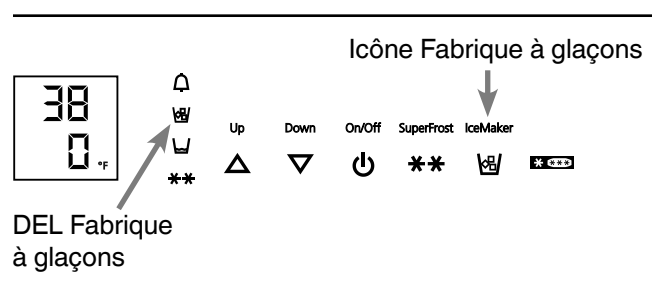 Icône Fabrique à glaçons
38
0 °F
Up Down On/Off SuperFrost IceMaker
DEL Fabrique
à glaçons